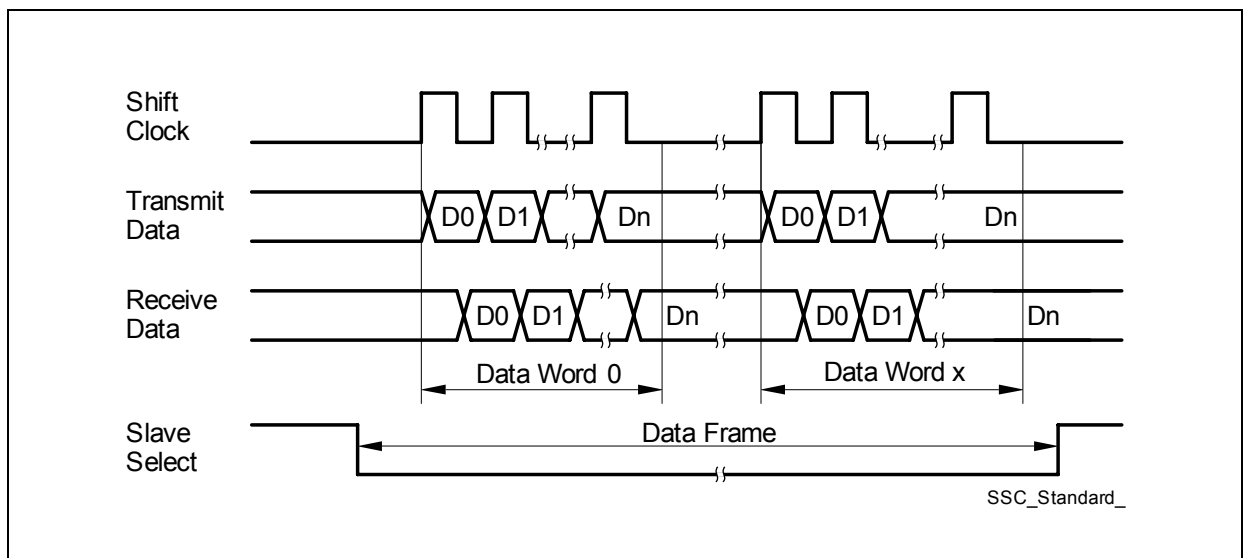 Shift
Clock
Transmit
Data
D0 D1 Dn D0 D1 Dn
Receive
Data
D0 D1 Dn D0 D1 Dn
Data Word 0 Data Word x
Slave
Select
Data Frame
SSC_Standard_